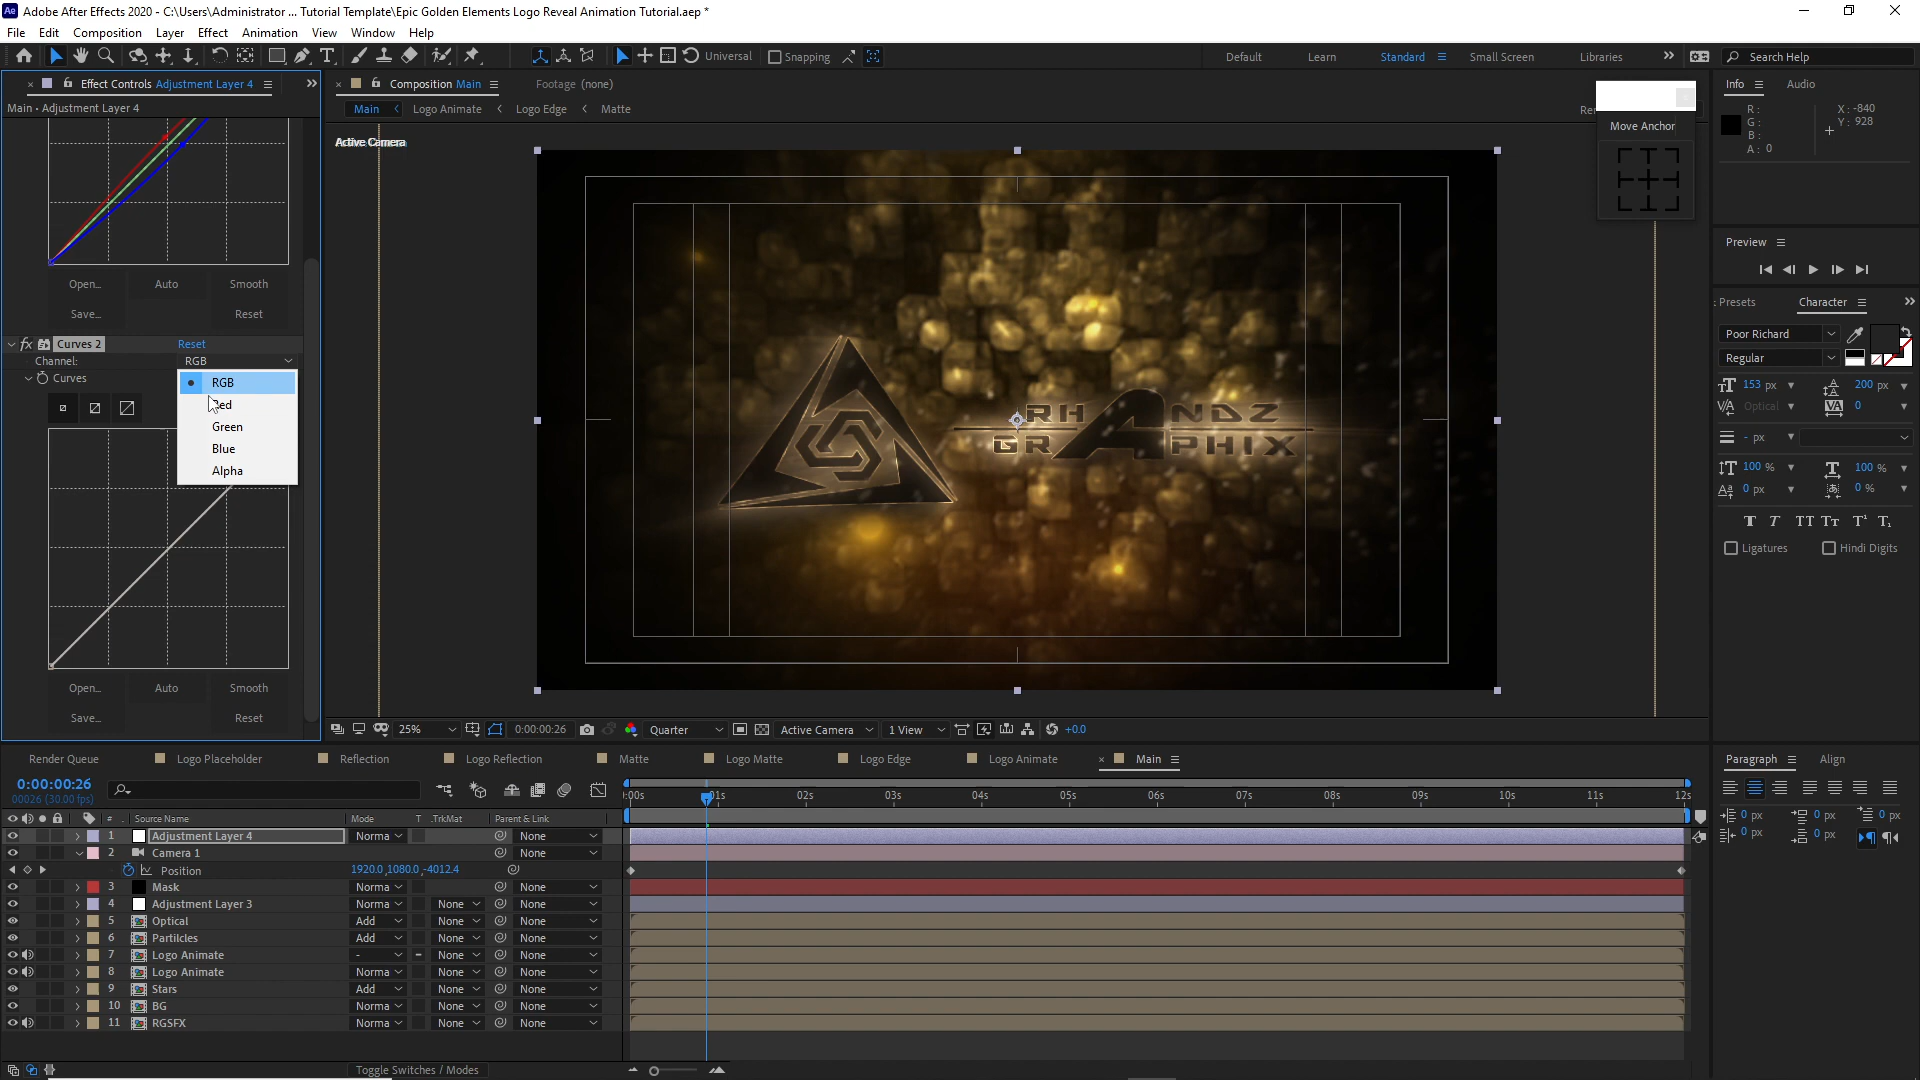 Adobe After Effects 2020 - C:\Users\Administrator ... Tutorial Template\Epic Golden Elements Logo Reveal Animation Tutorial.aep *
File Edit Composition Layer Effect Animation View Window Help
Universal Snapping Default Learn Standard Small Screen Libraries Search Help
Effect Controls Adjustment Layer 4
Composition Main
Footage (none)
Info Audio
Main • Adjustment Layer 4
Main Logo Animate Logo Edge Matte
Active Camera
Move Anchor
R: X: -840
G: Y: 928
B:
A: 0
Open... Auto Smooth
Save... Reset
Curves 2 Reset
Channel: RGB
Curves
RGB
Red
Green
Blue
Alpha
Open... Auto Smooth
Save... Reset
RH NDZ
GR A PHIX
Preview
Presets Character
Poor Richard
Regular
153 px 200 px
Optical 0
- px
100 % 100 %
0 px 0 %
Ligatures Hindi Digits
25% 0:00:00:26 Quarter Active Camera 1 View +0.0
Render Queue Logo Placeholder Reflection Logo Reflection Matte Logo Matte Logo Edge Logo Animate Main
Paragraph Align
0 px 0 px 0 px
0 px 0 px
0:00:00:26
00026 (30.00 fps)
:00s 01s 02s 03s 04s 05s 06s 07s 08s 09s 10s 11s 12s
# Source Name Mode T .TrkMat Parent & Link
1 Adjustment Layer 4 Norma None
2 Camera 1 None
Position 1920.0,1080.0,-4012.4
3 Mask Norma None
4 Adjustment Layer 3 Norma None None
5 Optical Add None None
6 Partilcles Add None None
7 Logo Animate - None None
8 Logo Animate Norma None None
9 Stars Add None None
10 BG Norma None None
11 RGSFX Norma None None
Toggle Switches / Modes